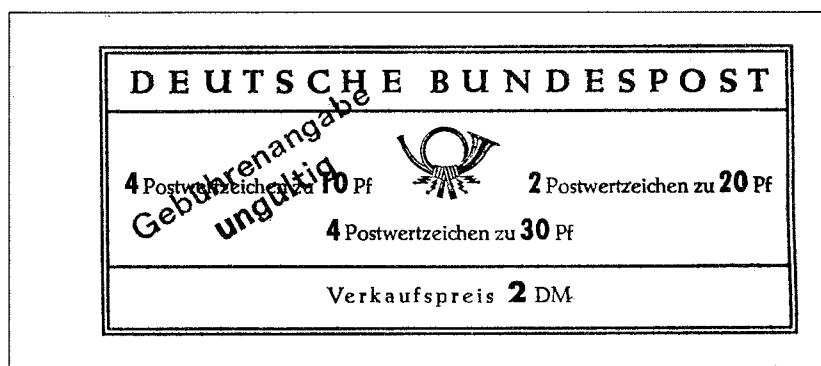 DEUTSCHE BUNDESPOST
Gebührenangabe
ungültig
4 Postwertzeichen zu 10 Pf
2 Postwertzeichen zu 20 Pf
4 Postwertzeichen zu 30 Pf
Verkaufspreis 2 DM